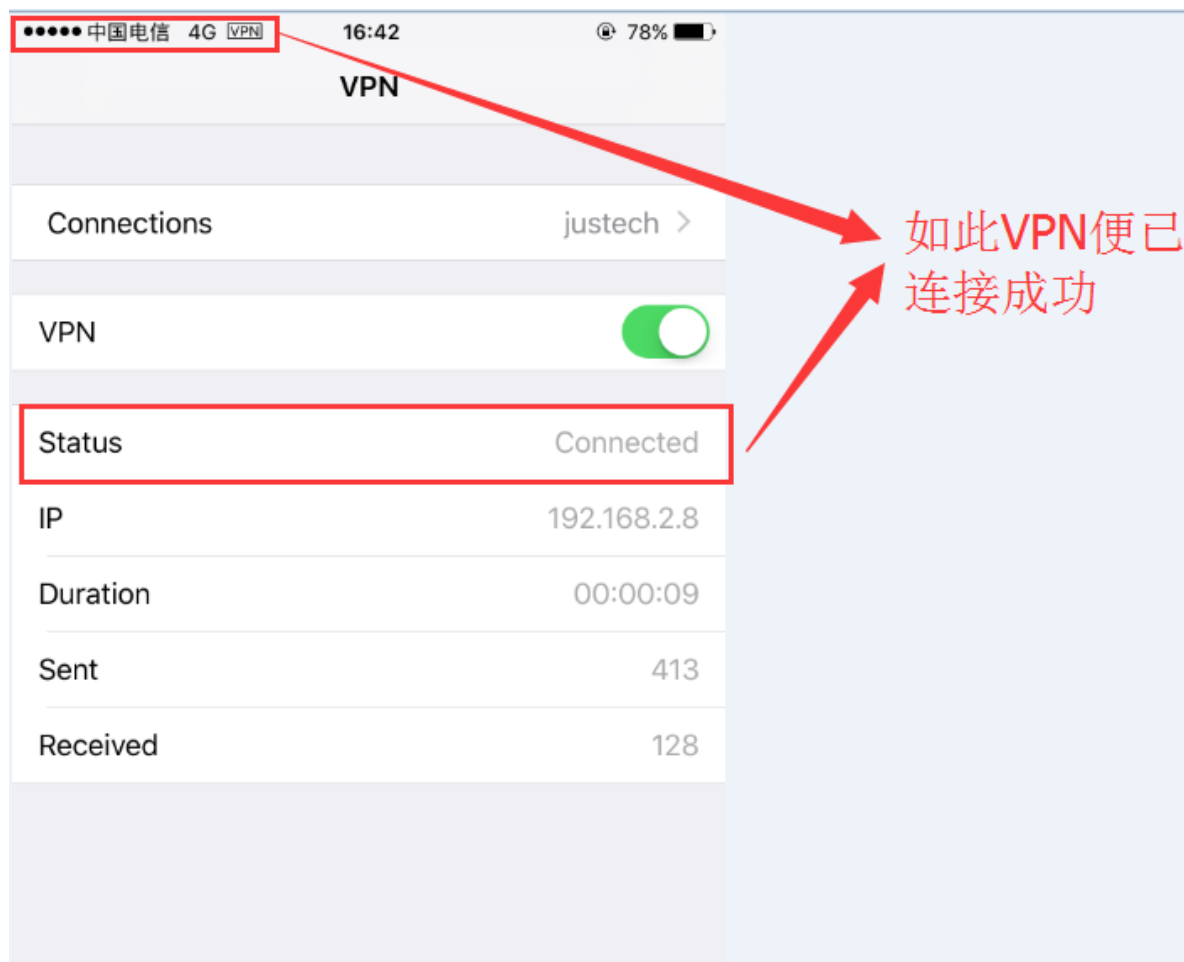 中国电信 4G VPN 16:42 78%
VPN
Connections justech
VPN
Status Connected
IP 192.168.2.8
Duration 00:00:09
Sent 413
Received 128
如此VPN便已
连接成功